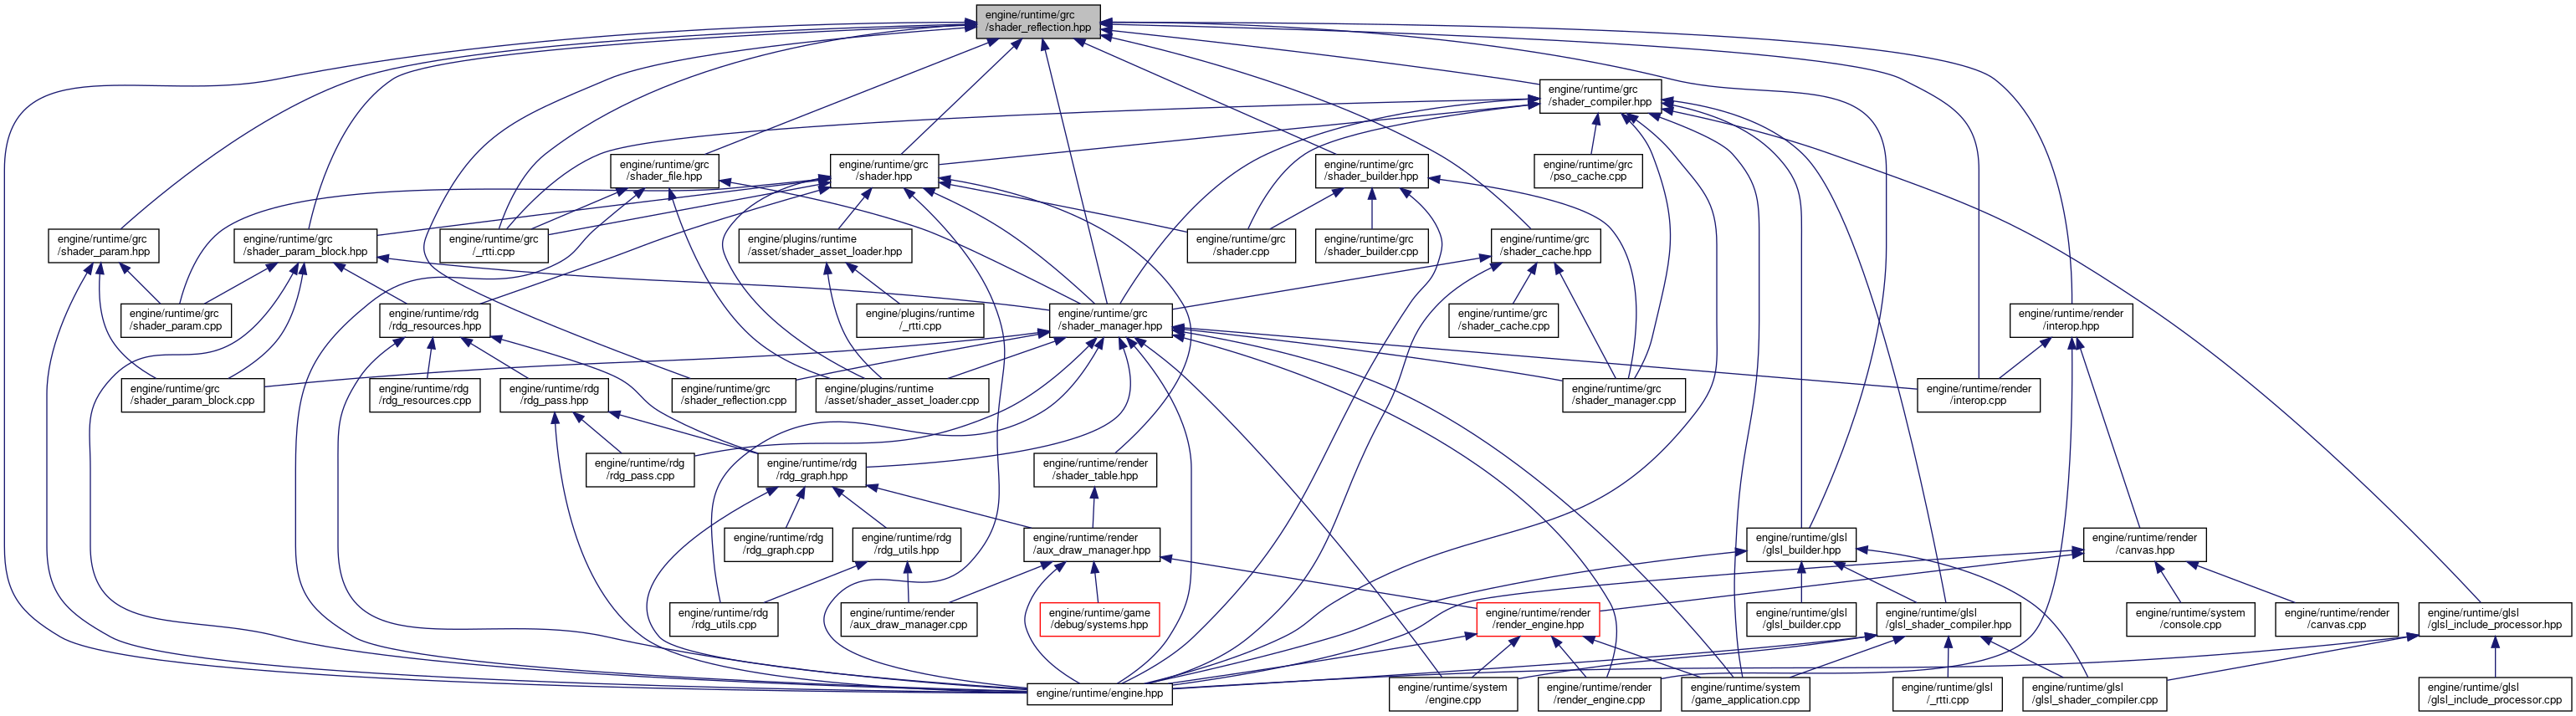 engine/runtime/grc
/shader_reflection.hpp
engine/runtime/grc
/shader_compiler.hpp
engine/runtime/grc
/shader_file.hpp
engine/runtime/grc
/shader.hpp
engine/runtime/grc
/shader_builder.hpp
engine/runtime/grc
/pso_cache.cpp
engine/runtime/grc
/shader_param.hpp
engine/runtime/grc
/shader_param_block.hpp
engine/runtime/grc
/_rtti.cpp
engine/plugins/runtime
asset/shader_asset_loader.hpp
engine/runtime/grc
/shader.cpp
engine/runtime/grc
/shader_builder.cpp
engine/runtime/grc
/shader_cache.hpp
engine/runtime/grc
/shader_param.cpp
engine/runtime/rdg
/rdg_resources.hpp
engine/plugins/runtime
/_rtti.cpp
engine/runtime/grc
/shader_manager.hpp
engine/runtime/grc
/shader_cache.cpp
engine/runtime/render
/interop.hpp
engine/runtime/grc
/shader_param_block.cpp
engine/runtime/rdg
/rdg_resources.cpp
engine/runtime/rdg
/rdg_pass.hpp
engine/runtime/grc
/shader_reflection.cpp
engine/plugins/runtime
asset/shader_asset_loader.cpp
engine/runtime/grc
/shader_manager.cpp
engine/runtime/render
/interop.cpp
engine/runtime/rdg
/rdg_pass.cpp
engine/runtime/rdg
/rdg_graph.hpp
engine/runtime/render
/shader_table.hpp
engine/runtime/rdg
/rdg_graph.cpp
engine/runtime/rdg
/rdg_utils.hpp
engine/runtime/render
/aux_draw_manager.hpp
engine/runtime/glsl
/glsl_builder.hpp
engine/runtime/render
/canvas.hpp
engine/runtime/rdg
/rdg_utils.cpp
engine/runtime/render
/aux_draw_manager.cpp
engine/runtime/game
/debug/systems.hpp
engine/runtime/render
/render_engine.hpp
engine/runtime/glsl
/glsl_builder.cpp
engine/runtime/glsl
/glsl_shader_compiler.hpp
engine/runtime/system
/console.cpp
engine/runtime/render
/canvas.cpp
engine/runtime/glsl
/glsl_include_processor.hpp
engine/runtime/engine.hpp
engine/runtime/system
/engine.cpp
engine/runtime/render
/render_engine.cpp
engine/runtime/system
/game_application.cpp
engine/runtime/glsl
/_rtti.cpp
engine/runtime/glsl
/glsl_shader_compiler.cpp
engine/runtime/glsl
/glsl_include_processor.cpp